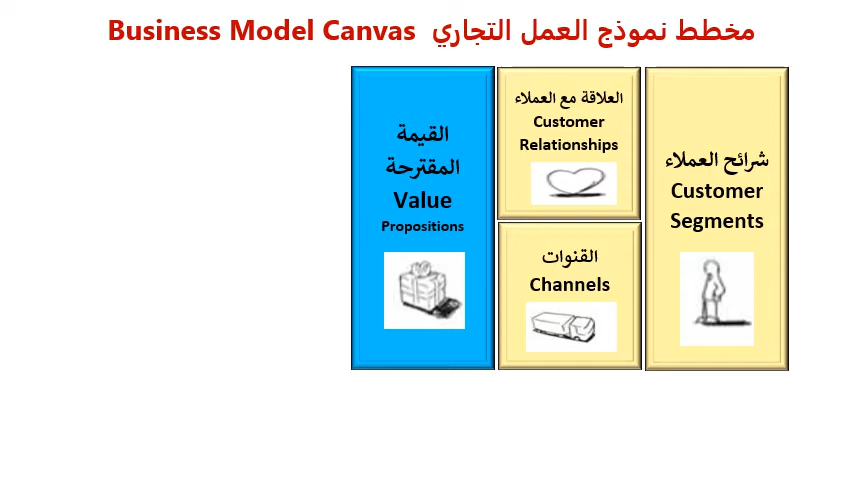 مخطط نموذج العمل التجاري Business Model Canvas
القيمة
المقترحة
Value
Propositions
العلاقة مع العملاء
Customer
Relationships
القنوات
Channels
شرائح العملاء
Customer
Segments